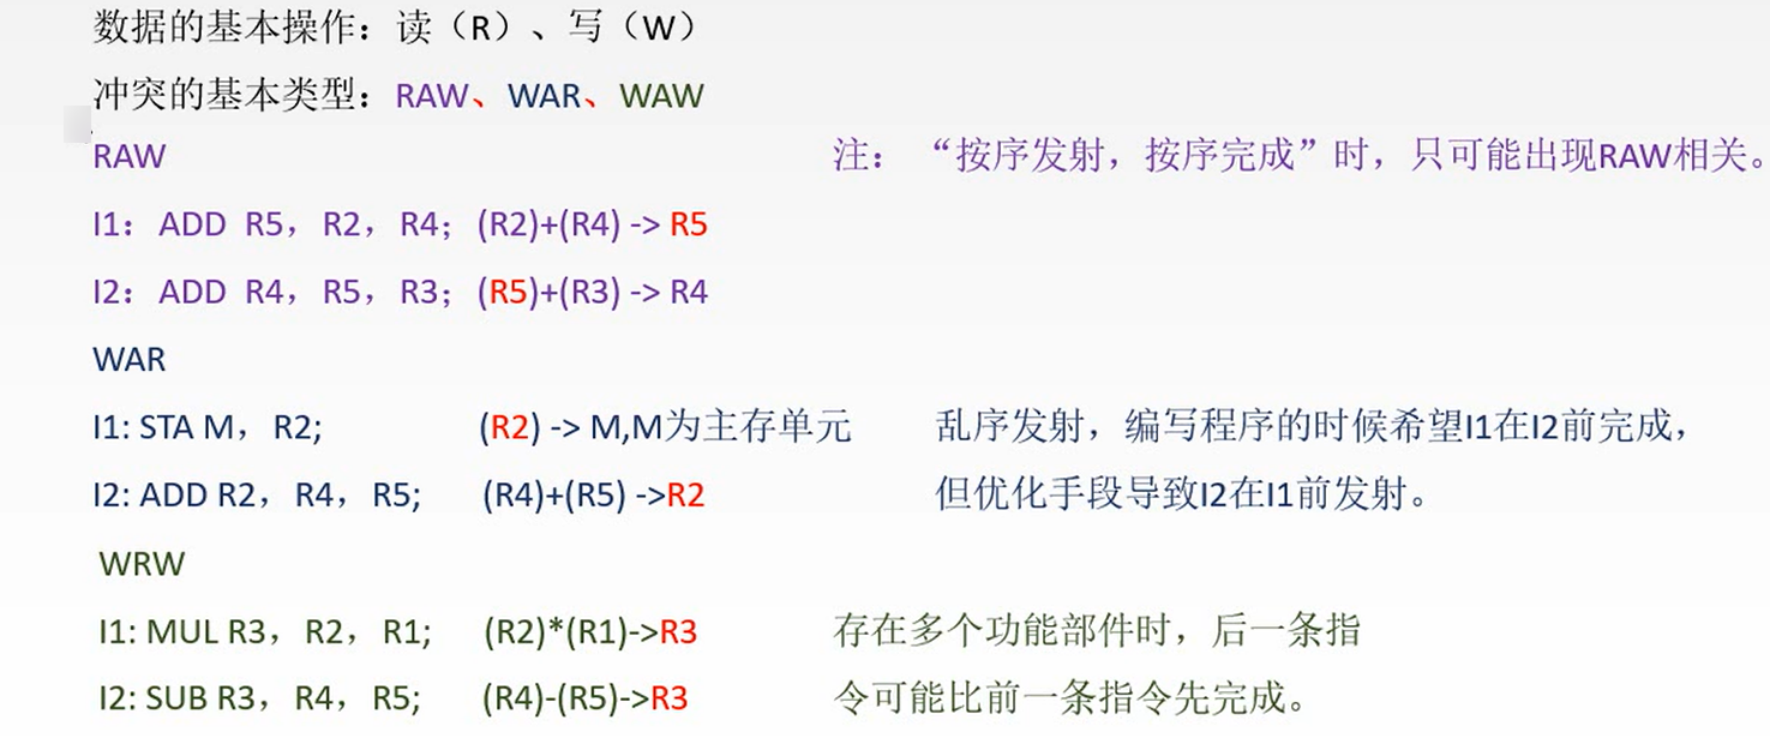 数据的基本操作：读（R）、写（W）
冲突的基本类型：RAW、WAR、WAW
RAW 注：“按序发射，按序完成”时，只可能出现RAW相关。
I1：ADD R5，R2，R4；(R2)+(R4) -> R5
I2：ADD R4，R5，R3；(R5)+(R3) -> R4
WAR
I1: STA M，R2; (R2) -> M,M为主存单元 乱序发射，编写程序的时候希望I1在I2前完成，
I2: ADD R2，R4，R5; (R4)+(R5) ->R2 但优化手段导致I2在I1前发射。
WRW
I1: MUL R3，R2，R1; (R2)*(R1)->R3 存在多个功能部件时，后一条指
I2: SUB R3，R4，R5; (R4)-(R5)->R3 令可能比前一条指令先完成。